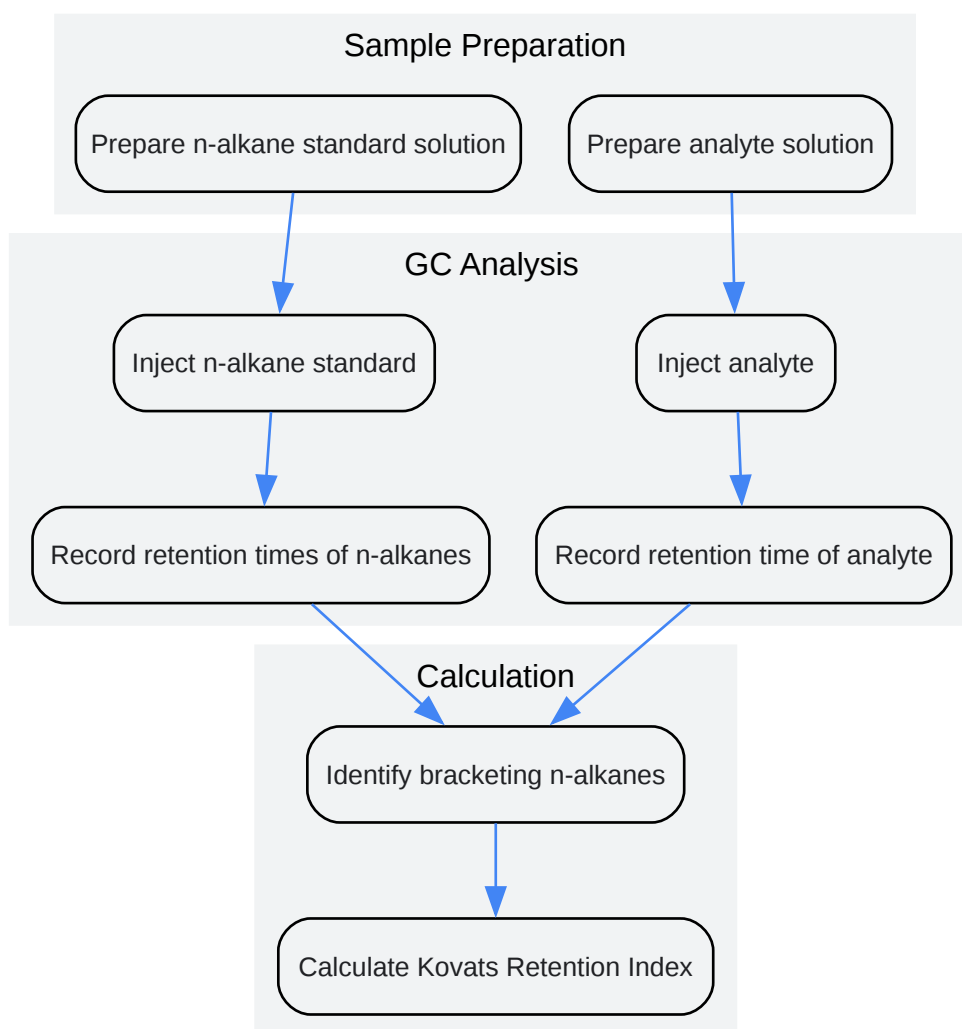 Sample Preparation
Prepare n-alkane standard solution
Prepare analyte solution
GC Analysis
Inject n-alkane standard
Inject analyte
Record retention times of n-alkanes
Record retention time of analyte
Calculation
Identify bracketing n-alkanes
Calculate Kovats Retention Index